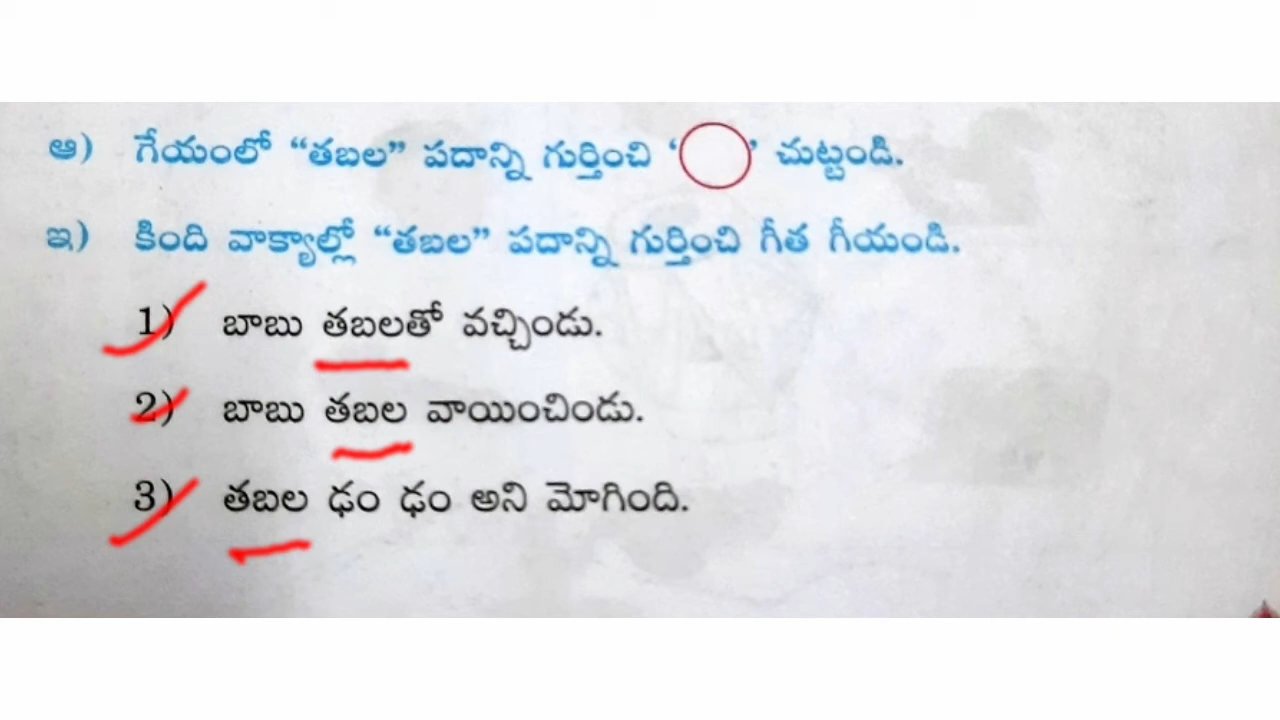 ఆ) గేయంలో “తబల” పదాన్ని గుర్తించి ‘◯’ చుట్టండి.
ఇ) కింది వాక్యాల్లో “తబల” పదాన్ని గుర్తించి గీత గీయండి.
1) బాబు తబలతో వచ్చిండు.
2) బాబు తబల వాయించిండు.
3) తబల ఢం ఢం అని మోగింది.